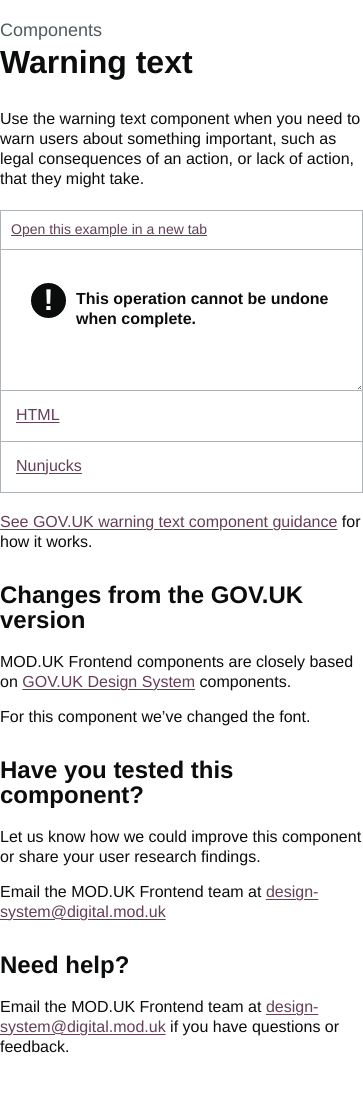 Components
Warning text
Use the warning text component when you need to
warn users about something important, such as
legal consequences of an action, or lack of action,
that they might take.
Open this example in a new tab
! This operation cannot be undone
when complete.
HTML
Nunjucks
See GOV.UK warning text component guidance for
how it works.
Changes from the GOV.UK
version
MOD.UK Frontend components are closely based
on GOV.UK Design System components.
For this component we’ve changed the font.
Have you tested this
component?
Let us know how we could improve this component
or share your user research findings.
Email the MOD.UK Frontend team at design-
system@digital.mod.uk
Need help?
Email the MOD.UK Frontend team at design-
system@digital.mod.uk if you have questions or
feedback.